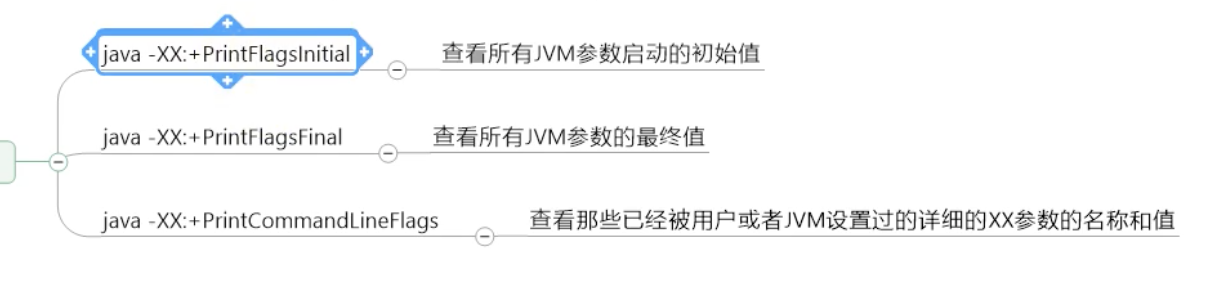 java -XX:+PrintFlagsInitial 查看所有JVM参数启动的初始值
java -XX:+PrintFlagsFinal 查看所有JVM参数的最终值
java -XX:+PrintCommandLineFlags 查看那些已经被用户或者JVM设置过的详细的XX参数的名称和值